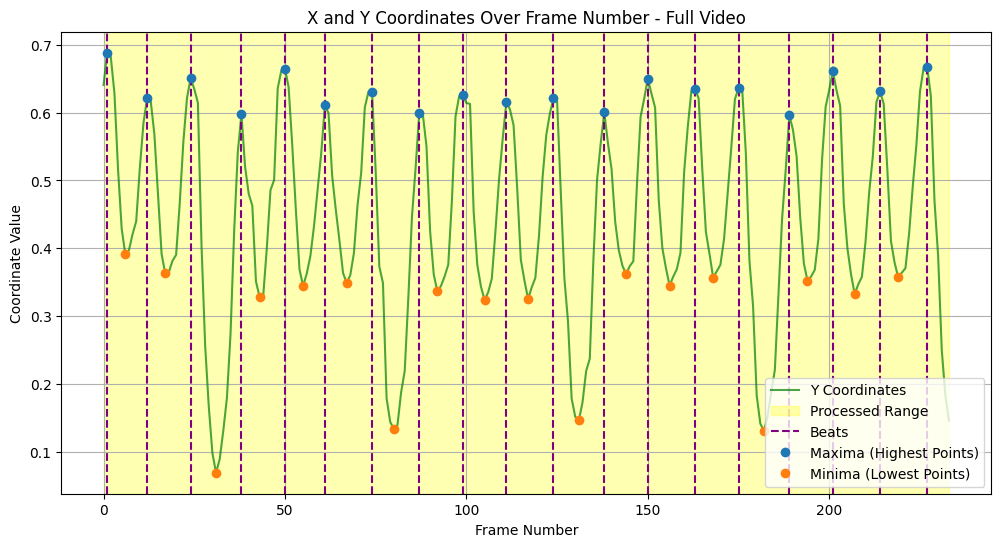 X and Y Coordinates Over Frame Number - Full Video
Coordinate Value
0.7
0.6
0.5
0.4
0.3
0.2
0.1
0
50
100
150
200
Frame Number
Y Coordinates
Processed Range
Beats
Maxima (Highest Points)
Minima (Lowest Points)